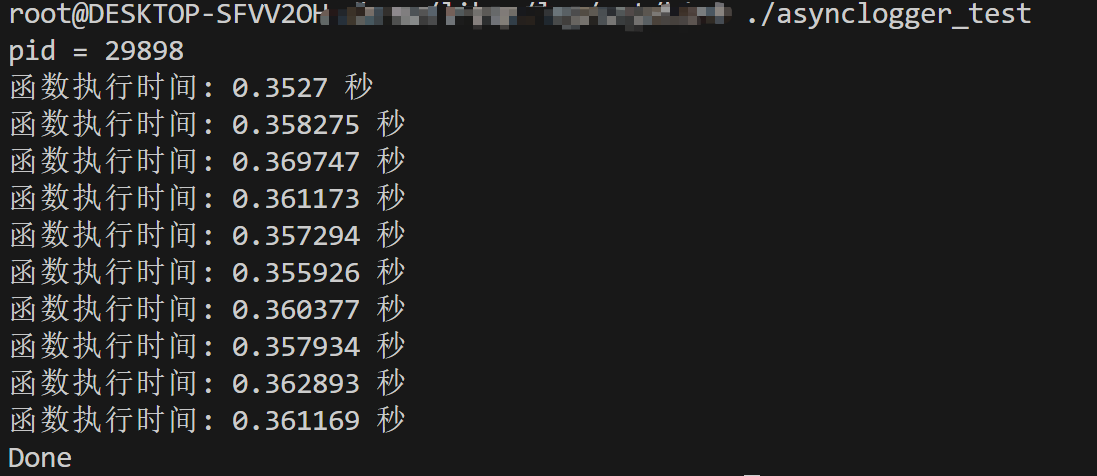 root@DESKTOP-SFVV2OH ./asynclogger_test
pid = 29898
函数执行时间: 0.3527 秒
函数执行时间: 0.358275 秒
函数执行时间: 0.369747 秒
函数执行时间: 0.361173 秒
函数执行时间: 0.357294 秒
函数执行时间: 0.355926 秒
函数执行时间: 0.360377 秒
函数执行时间: 0.357934 秒
函数执行时间: 0.362893 秒
函数执行时间: 0.361169 秒
Done